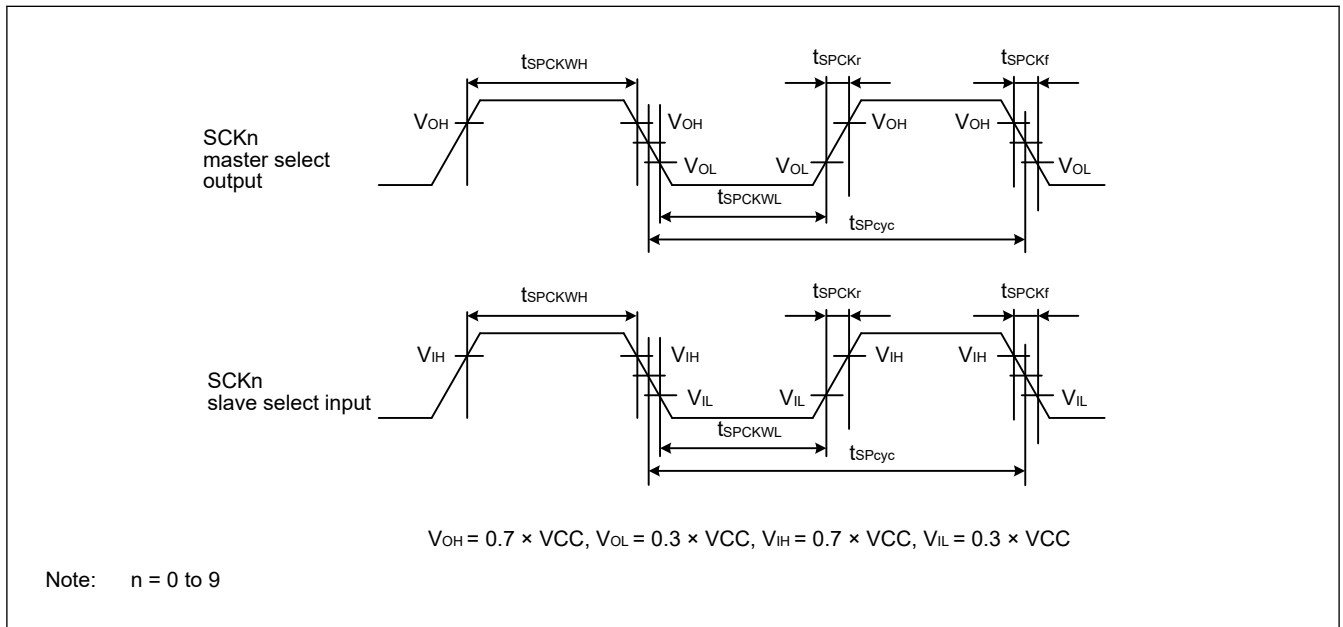 tSPCKWH
tSPCKr
tSPCKf
SCKn
master select
output
VOH
VOH
VOL
VOL
VOH
VOH
VOL
tSPCKWL
tSPcyc
tSPCKWH
tSPCKr
tSPCKf
SCKn
slave select input
VIH
VIH
VIL
VIL
VIH
VIH
VIL
tSPCKWL
tSPcyc
VOH = 0.7 × VCC, VOL = 0.3 × VCC, VIH = 0.7 × VCC, VIL = 0.3 × VCC
Note: n = 0 to 9